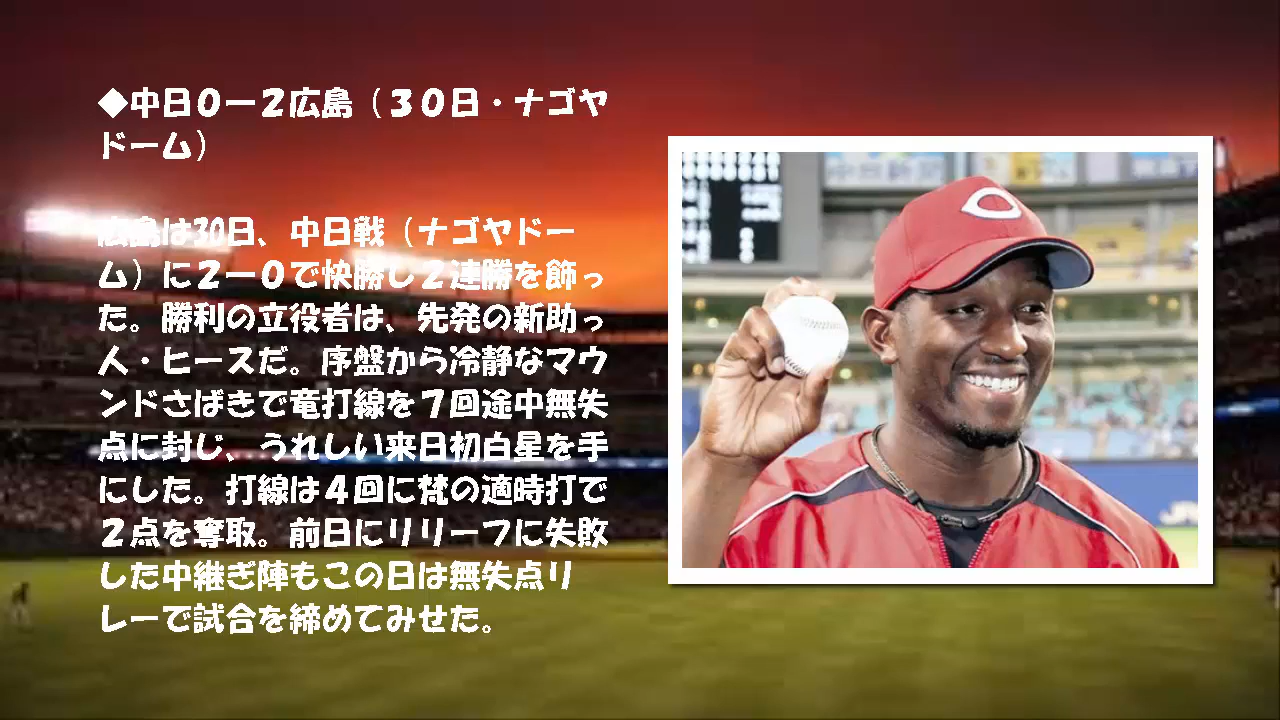 ◆中日０－２広島（３０日・ナゴヤ
ドーム）
広島は30日、中日戦（ナゴヤドー
ム）に２－０で快勝し２連勝を飾っ
た。勝利の立役者は、先発の新助っ
人・ヒースだ。序盤から冷静なマウ
ンドさばきで竜打線を７回途中無失
点に封じ、うれしい来日初白星を手
にした。打線は４回に梵の適時打で
２点を奪取。前日にリリーフに失敗
した中継ぎ陣もこの日は無失点リ
レーで試合を締めてみせた。
C